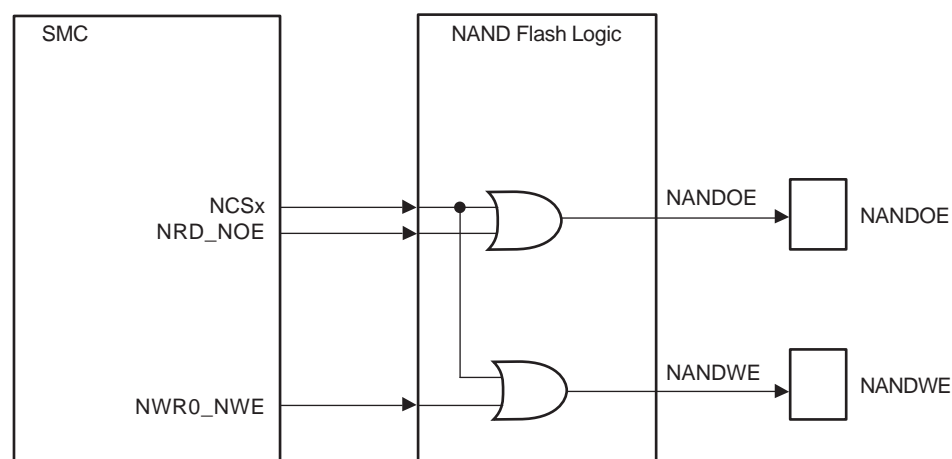 SMC
NAND Flash Logic
NCSx
NRD_NOE
NANDOE
NANDOE
NWR0_NWE
NANDWE
NANDWE